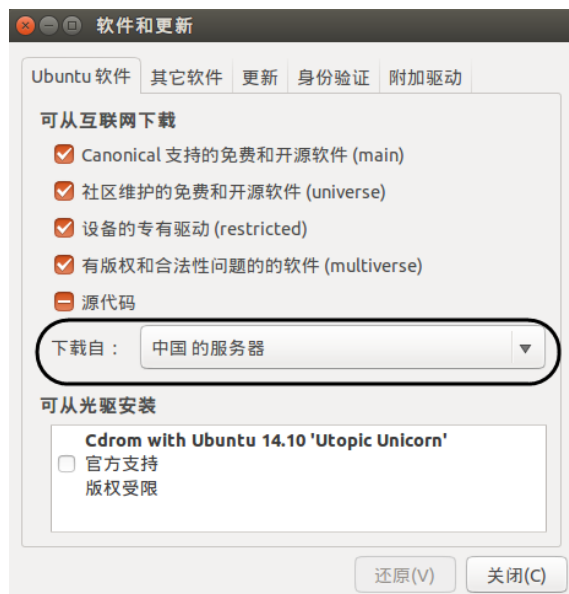 软件和更新
Ubuntu 软件 其它软件 更新 身份验证 附加驱动
可从互联网下载
Canonical 支持的免费和开源软件 (main)
社区维护的免费和开源软件 (universe)
设备的专有驱动 (restricted)
有版权和合法性问题的的软件 (multiverse)
源代码
下载自： 中国 的服务器
可从光驱安装
Cdrom with Ubuntu 14.10 'Utopic Unicorn'
官方支持
版权受限
还原(V) 关闭(C)